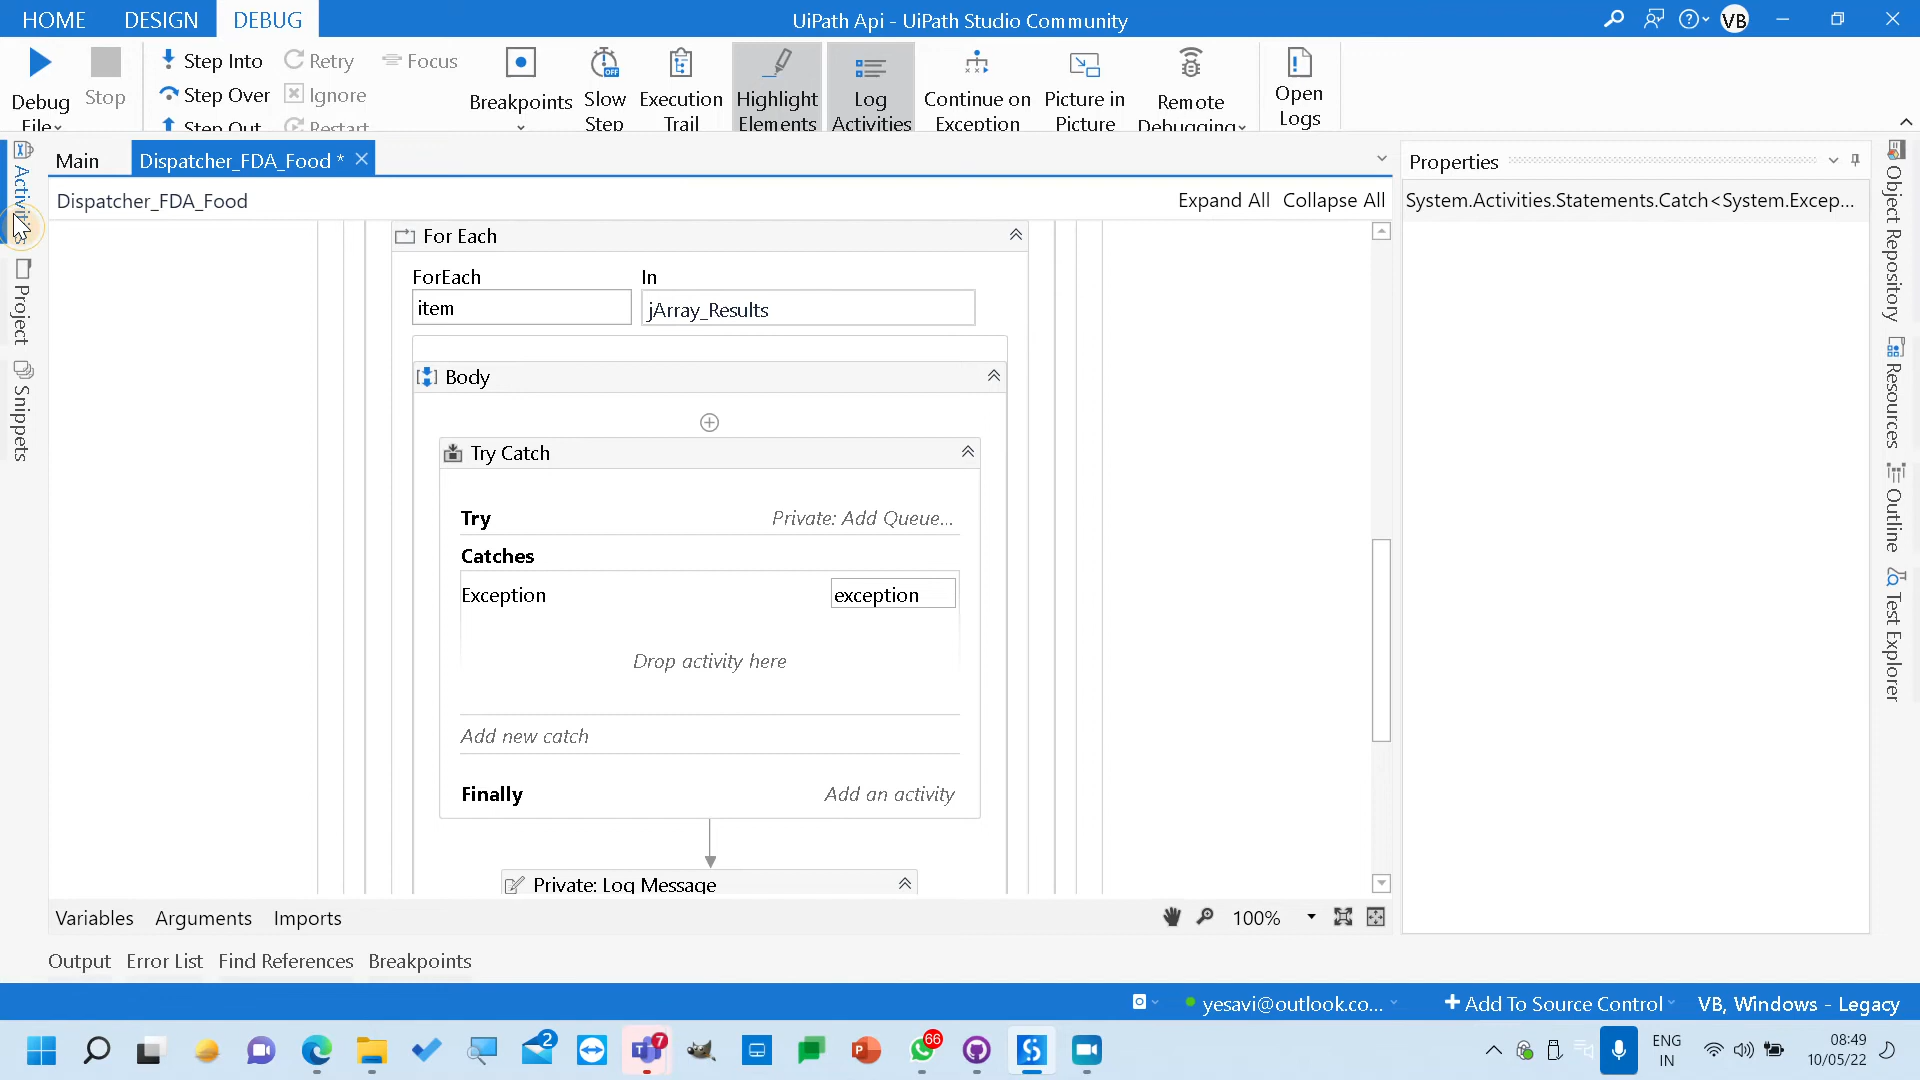 HOME DESIGN DEBUG UiPath Api - UiPath Studio Community VB
Debug File Stop Step Into Step Over Step Out Retry Ignore Restart Focus Breakpoints Slow Step Execution Trail Highlight Elements Log Activities Continue on Exception Picture in Picture Remote Debugging Open Logs
Main Dispatcher_FDA_Food *
Dispatcher_FDA_Food Expand All Collapse All
Activities
Project
Snippets
For Each
ForEach In
item jArray_Results
Body
Try Catch
Try Private: Add Queue...
Catches
Exception exception
Drop activity here
Add new catch
Finally Add an activity
Private: Log Message
Properties
System.Activities.Statements.Catch<System.Excep...
Object Repository
Resources
Outline
Test Explorer
Variables Arguments Imports 100%
Output Error List Find References Breakpoints
yesavi@outlook.co... Add To Source Control VB, Windows - Legacy
2 7 66 ENG IN 08:49 10/05/22